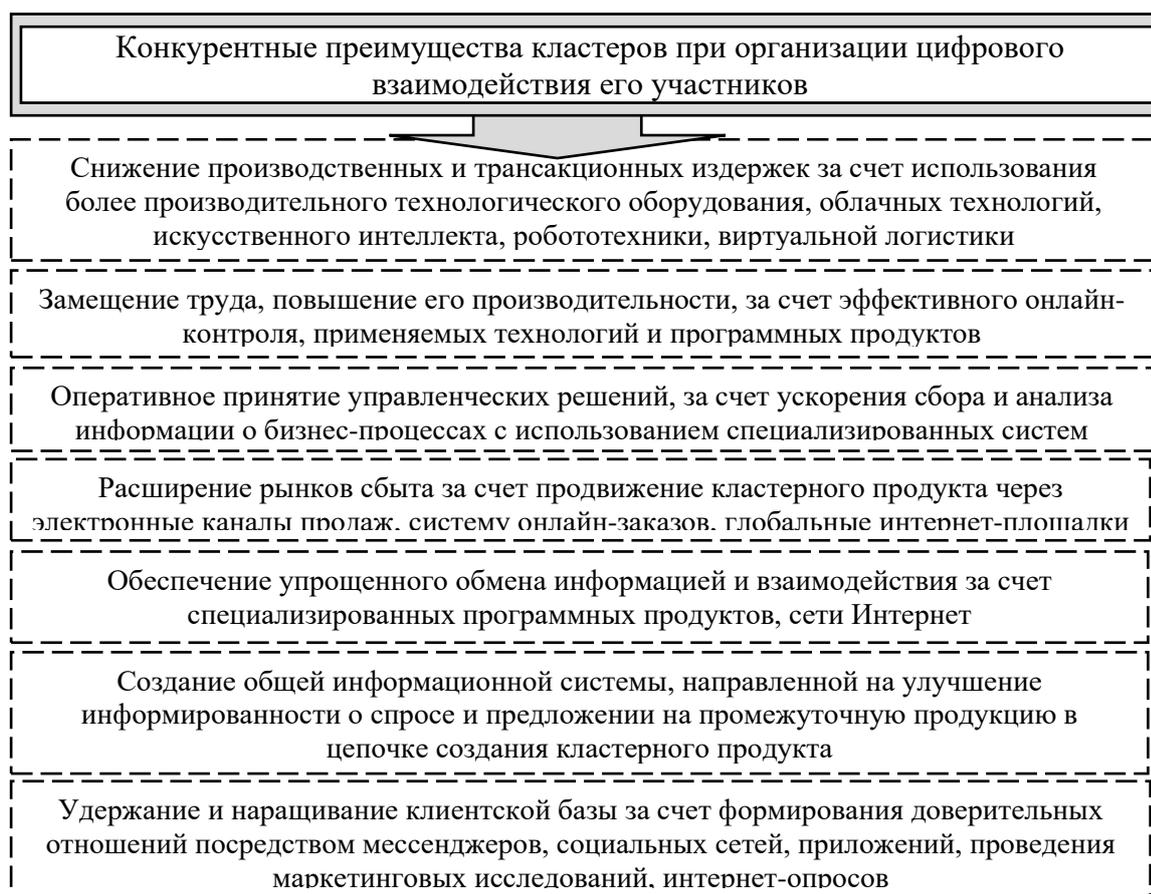 Конкурентные преимущества кластеров при организации цифрового
взаимодействия его участников
Снижение производственных и трансакционных издержек за счет использования
более производительного технологического оборудования, облачных технологий,
искусственного интеллекта, робототехники, виртуальной логистики
Замещение труда, повышение его производительности, за счет эффективного онлайн-
контроля, применяемых технологий и программных продуктов
Оперативное принятие управленческих решений, за счет ускорения сбора и анализа
информации о бизнес-процессах с использованием специализированных систем
Расширение рынков сбыта за счет продвижение кластерного продукта через
электронные каналы продаж, систему онлайн-заказов, глобальные интернет-площадки
Обеспечение упрощенного обмена информацией и взаимодействия за счет
специализированных программных продуктов, сети Интернет
Создание общей информационной системы, направленной на улучшение
информированности о спросе и предложении на промежуточную продукцию в
цепочке создания кластерного продукта
Удержание и наращивание клиентской базы за счет формирования доверительных
отношений посредством мессенджеров, социальных сетей, приложений, проведения
маркетинговых исследований, интернет-опросов